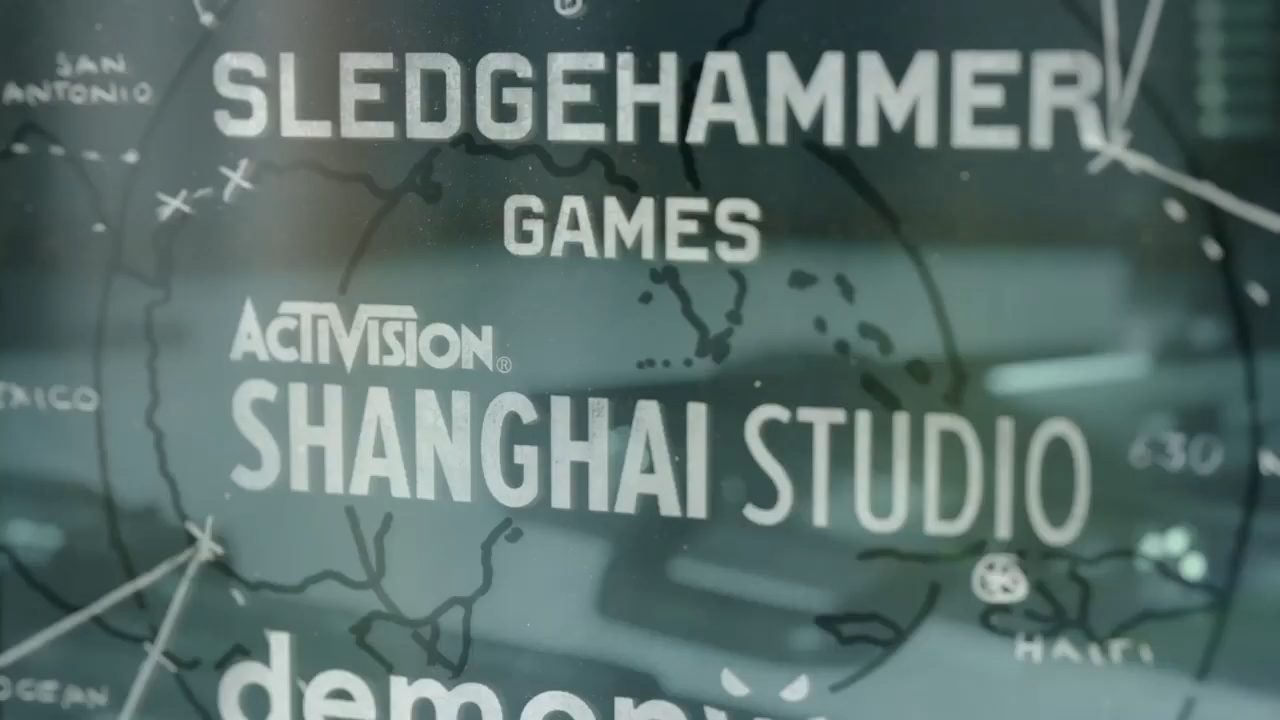 SAN
ANTONIO
SLEDGEHAMMER
GAMES
ACTIVISION®
SHANGHAI STUDIO
630
HAITI
OCEAN